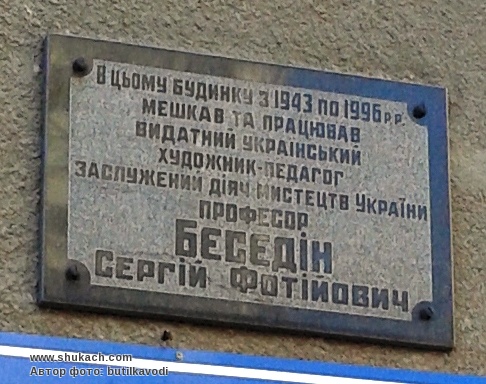 В ЦЬОМУ БУДИНКУ З 1943 ПО 1996 Р.Р.
МЕШКАВ ТА ПРАЦЮВАВ
ВИДАТНИЙ УКРАЇНСЬКИЙ
ХУДОЖНИК-ПЕДАГОГ
ЗАСЛУЖЕНИЙ ДІЯЧ МИСТЕЦТВ УКРАЇНИ
ПРОФЕСОР
БЕСЕДІН
СЕРГІЙ ФОТІЙОВИЧ
www.shukach.com
Автор фото: butilkavodi